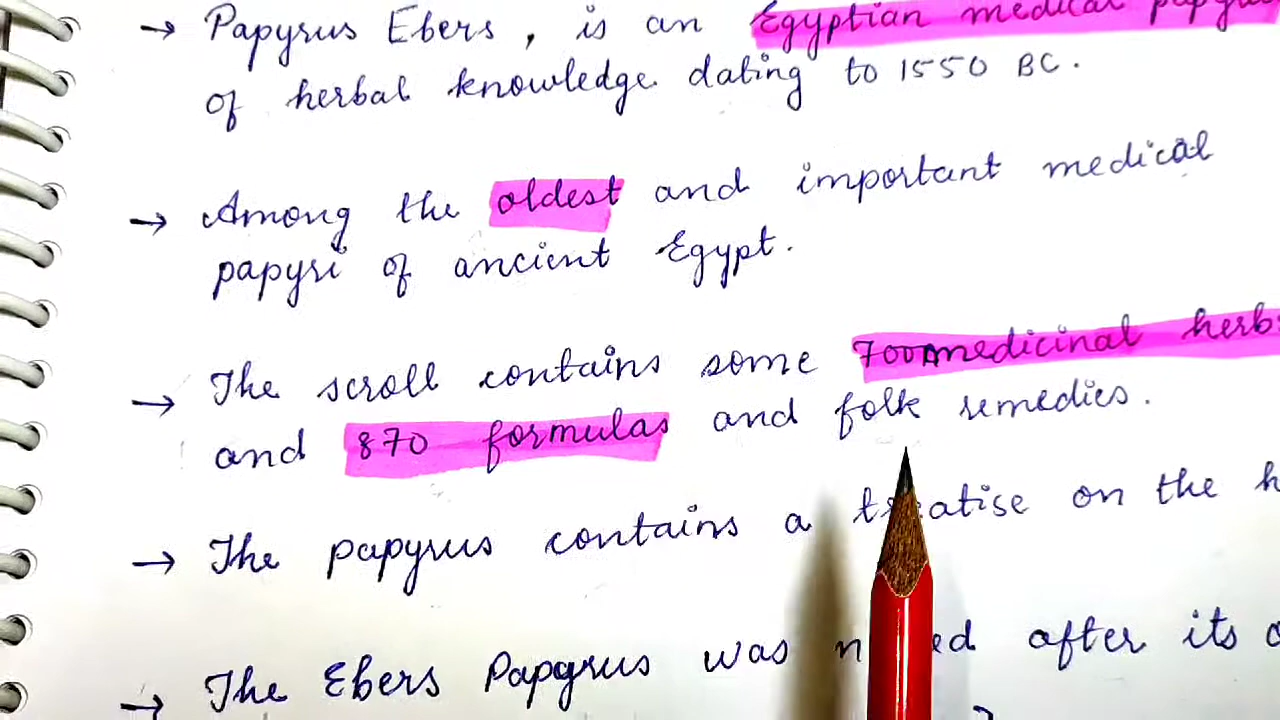 → Papyrus Ebers, is an Egyptian medical
of herbal knowledge dating to 1550 BC.
→ Among the oldest and important medical
papyri of ancient Egypt.
→ The scroll contains some 700 medicinal herbs
and 870 formulas and folk remedies.
→ The papyrus contains a treatise on the h
→ The Ebers Papyrus was n ed after its